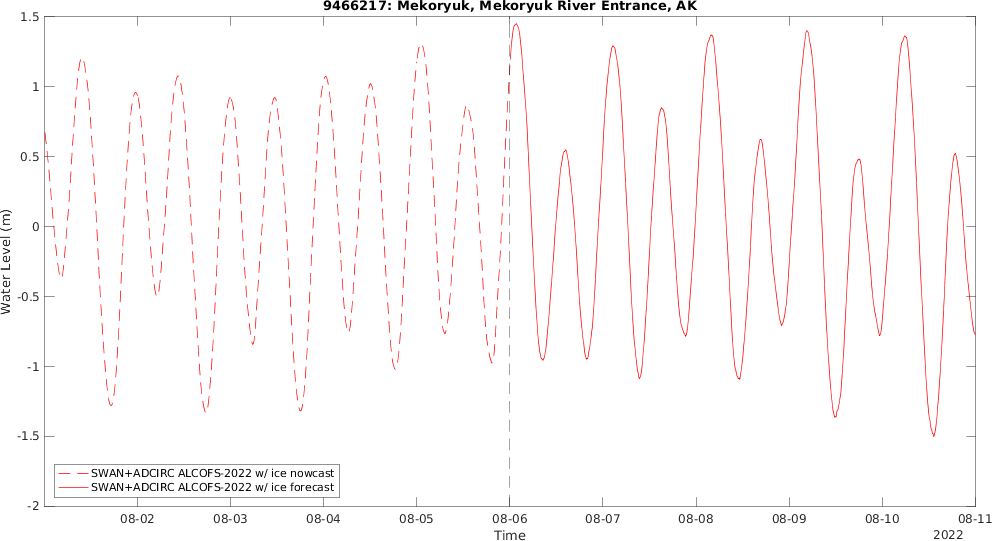 9466217: Mekoryuk, Mekoryuk River Entrance, AK
1.5
1
0.5
0
-0.5
-1
-1.5
-2
Water Level (m)
SWAN+ADCIRC ALCOFS-2022 w/ ice nowcast
SWAN+ADCIRC ALCOFS-2022 w/ ice forecast
08-02 08-03 08-04 08-05 08-06 08-07 08-08 08-09 08-10 08-11
Time
2022